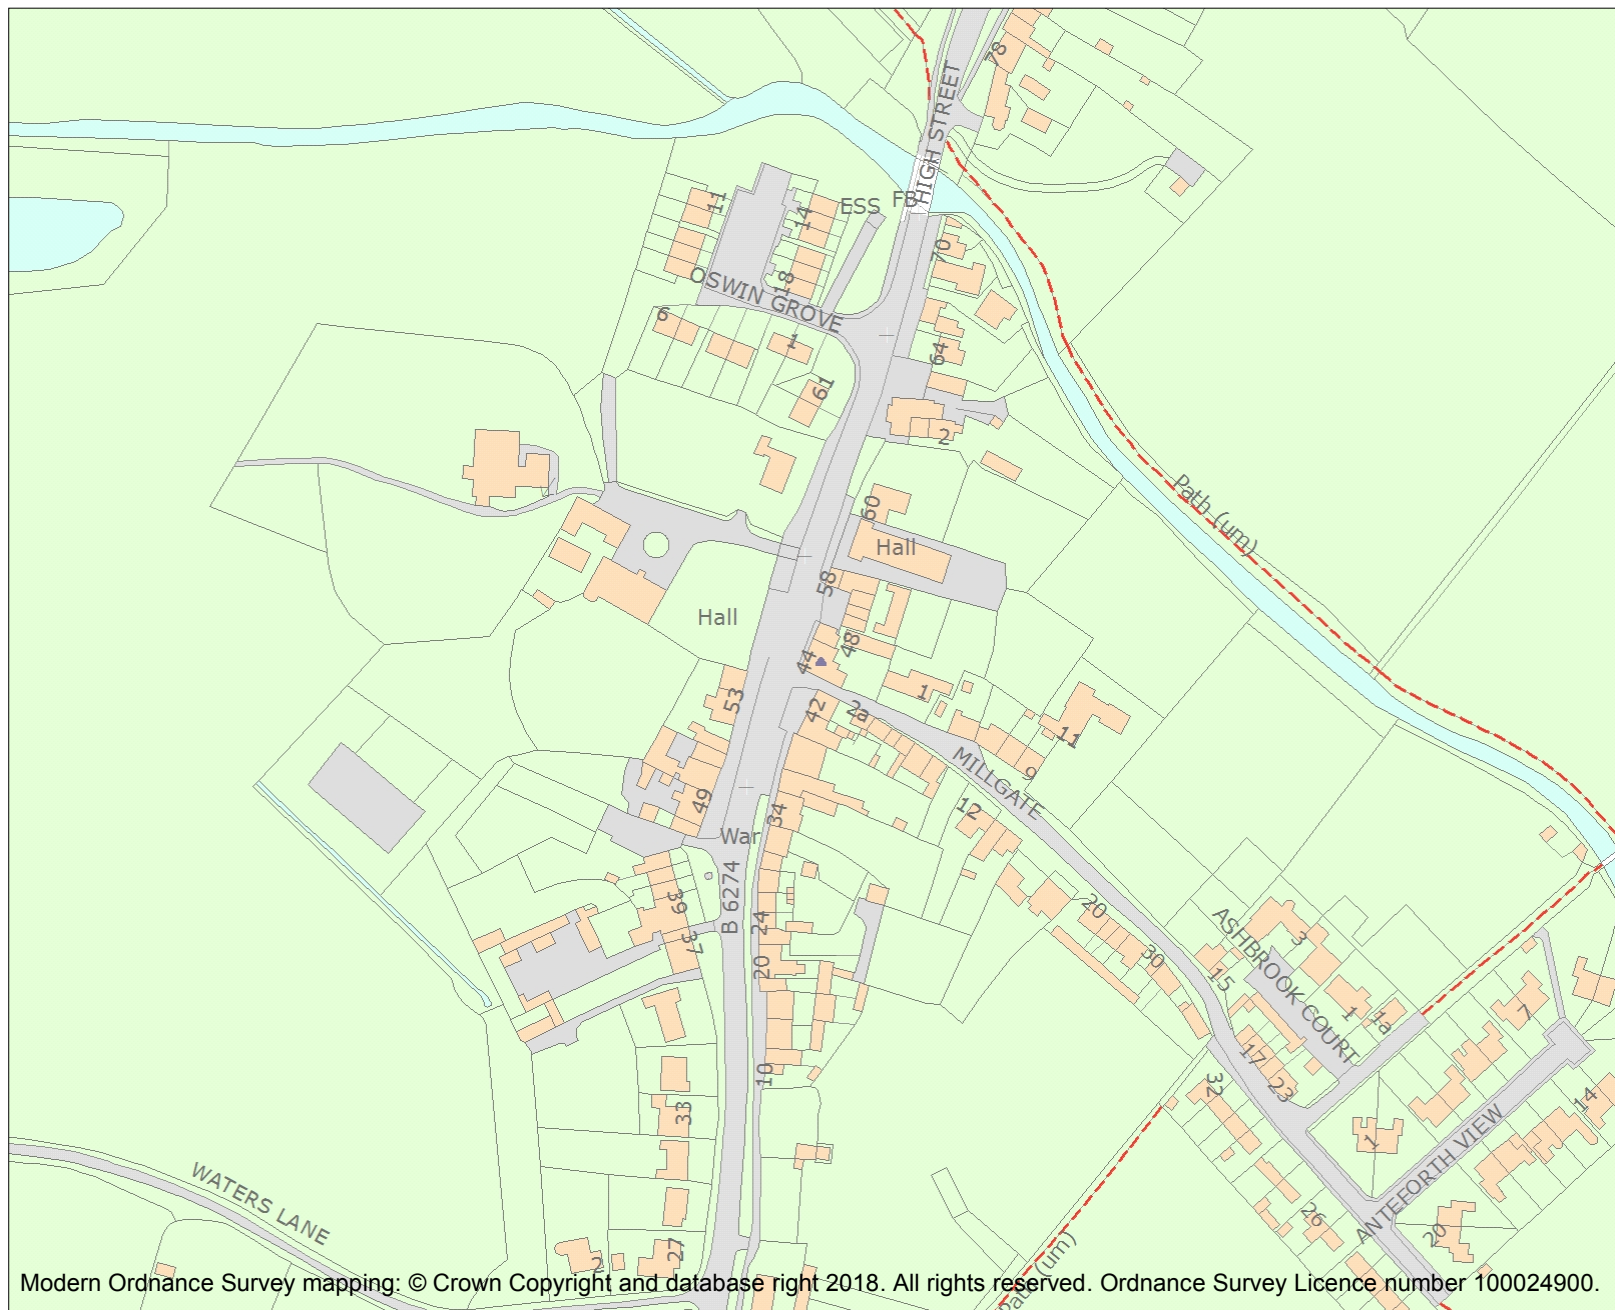 78
HIGH STREET
11
14
ESS
FB
70
18
OSWIN GROVE
6
1
64
61
2
Path (um)
60
Hall
58
Hall
48
44
53
42
2a
1
11
MILLGATE
9
49
34
12
War
B 6274
39
24
37
20
20
30
ASHBROOK COURT
3
15
1
1a
7
17
23
10
32
33
14
1
ANTEFORTH VIEW
WATERS LANE
26
20
27
2
Path (um)
Modern Ordnance Survey mapping: © Crown Copyright and database right 2018. All rights reserved. Ordnance Survey Licence number 100024900.